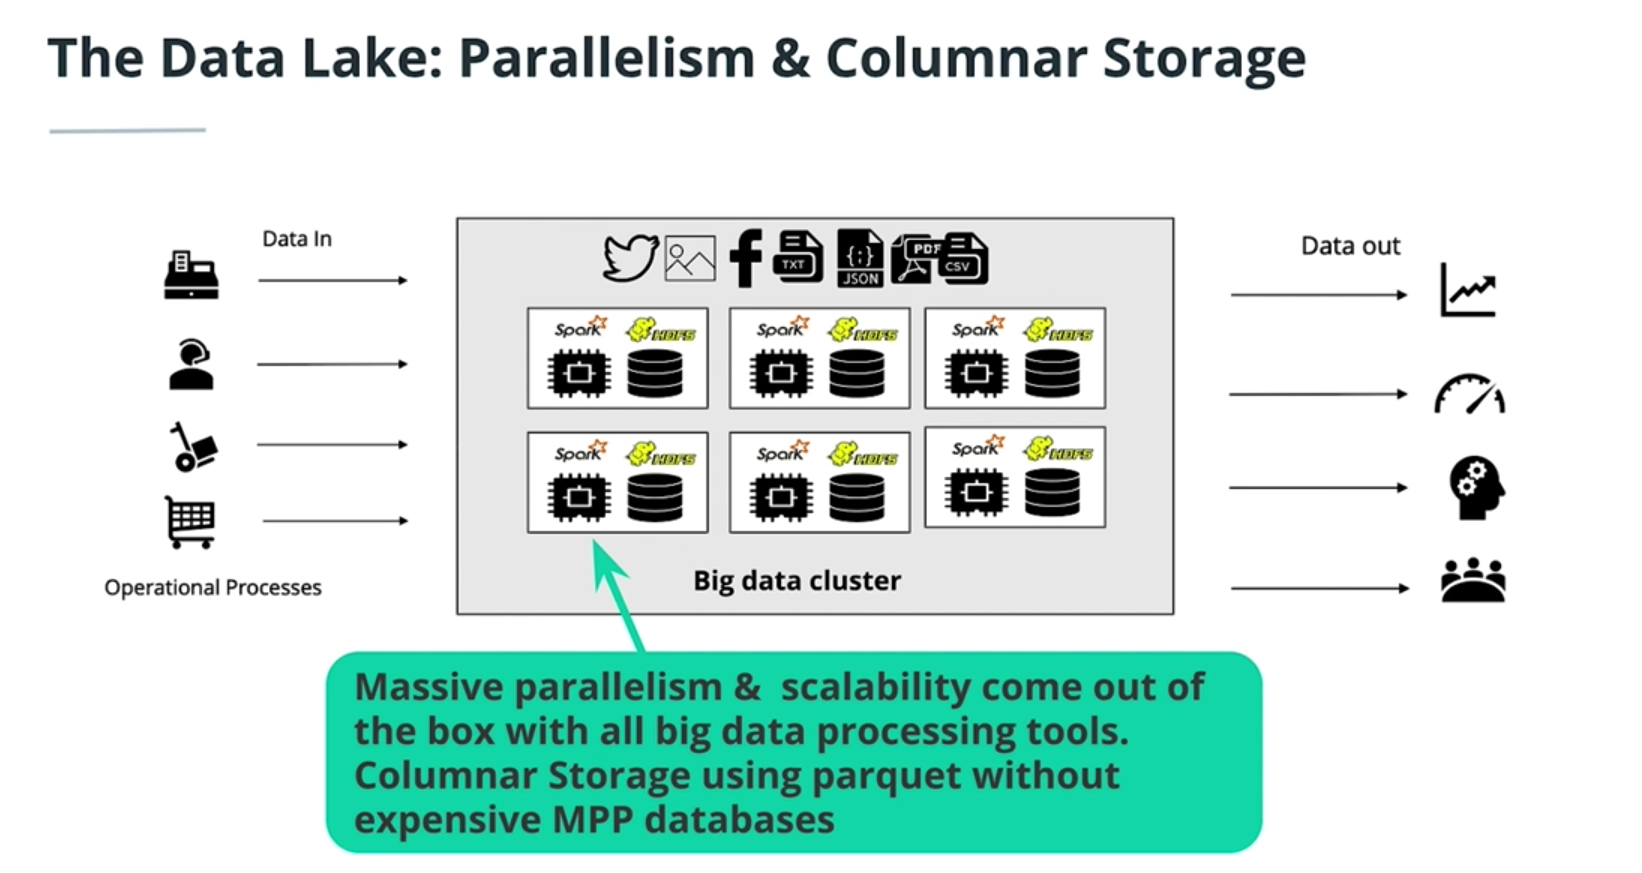 The Data Lake: Parallelism & Columnar Storage
Data In
Data out
TXT
JSON
PDF
CSV
Spark HDFS
Spark HDFS
Spark HDFS
Spark HDFS
Spark HDFS
Spark HDFS
Operational Processes
Big data cluster
Massive parallelism & scalability come out of
the box with all big data processing tools.
Columnar Storage using parquet without
expensive MPP databases